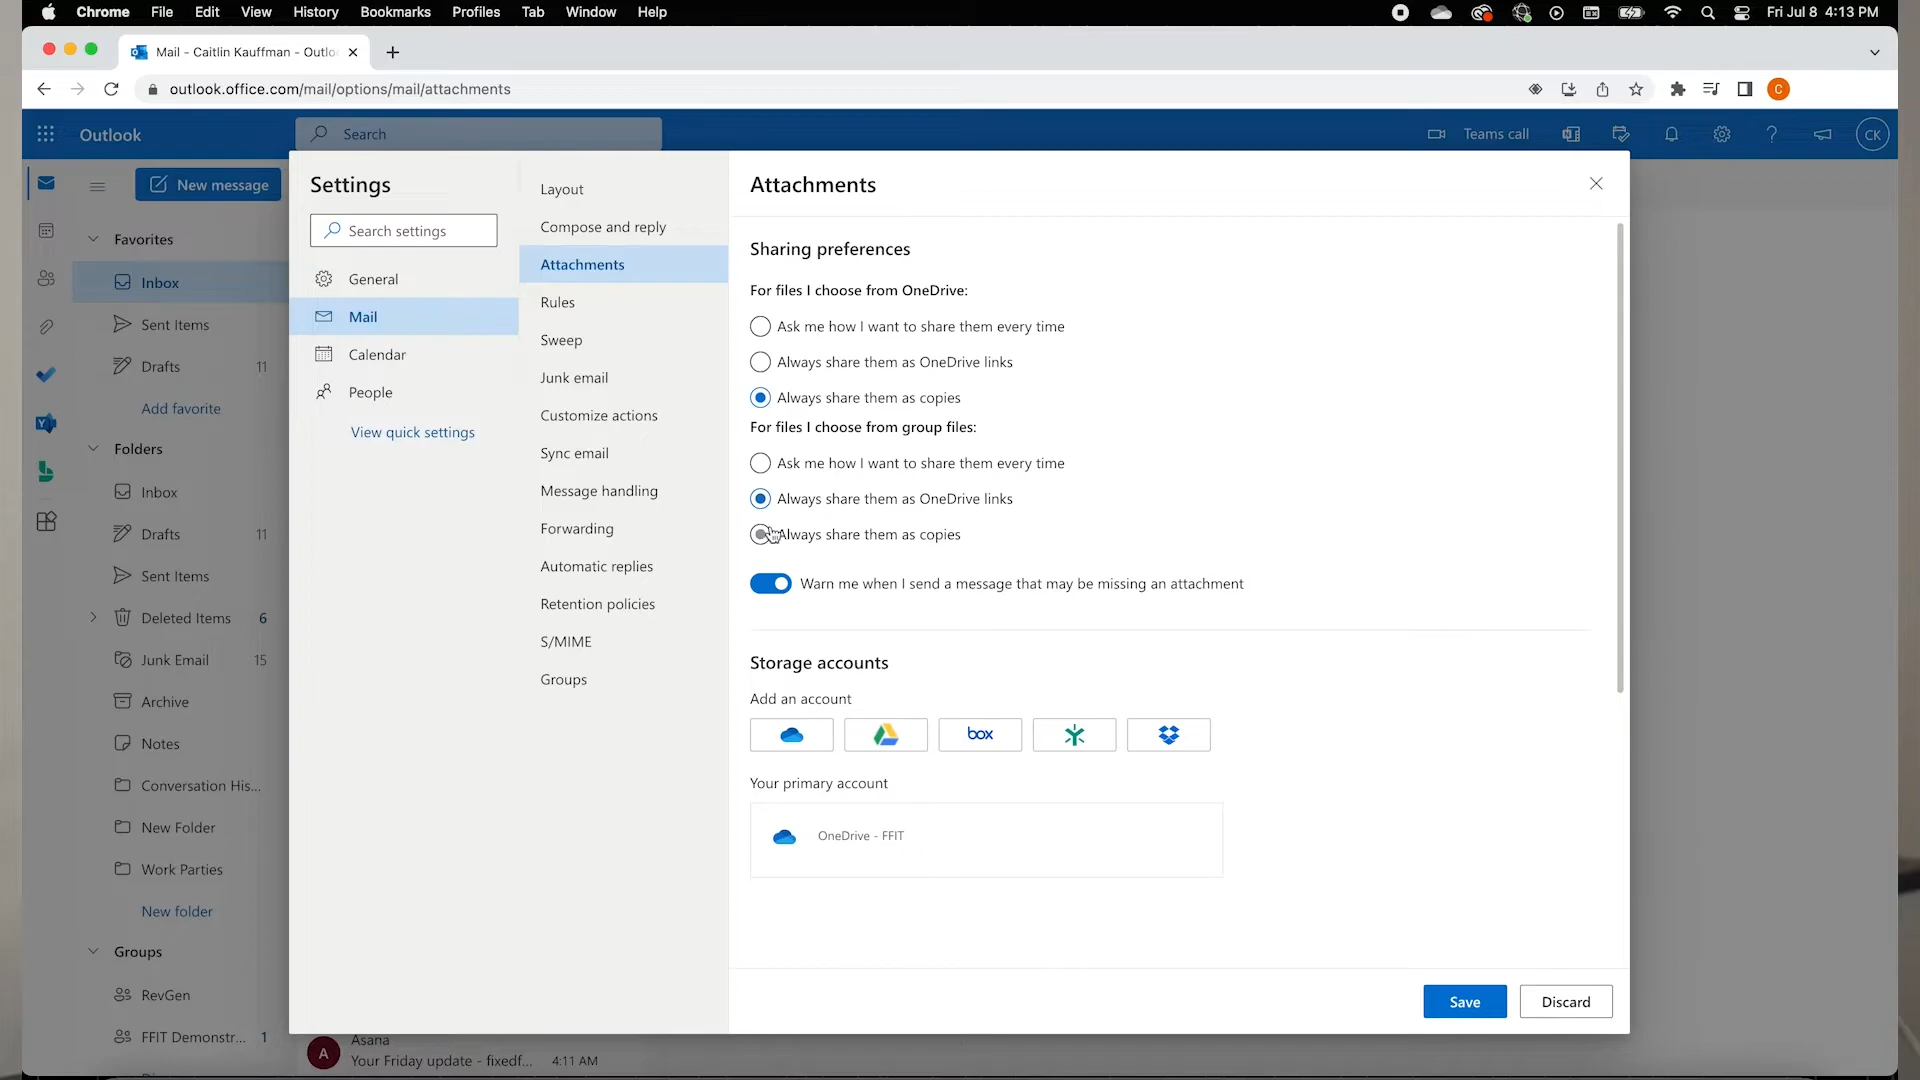 Chrome File Edit View History Bookmarks Profiles Tab Window Help Fri Jul 8 4:13 PM
Mail - Caitlin Kauffman - Outlo
outlook.office.com/mail/options/mail/attachments C
Outlook Search Teams call CK
New message
Favorites
Inbox
Sent Items
Drafts 11
Add favorite
Folders
Inbox
Drafts 11
Sent Items
Deleted Items 6
Junk Email 15
Archive
Notes
Conversation His...
New Folder
Work Parties
New folder
Groups
RevGen
FFIT Demonstr... 1
Settings
Search settings
General
Mail
Calendar
People
View quick settings
Layout
Compose and reply
Attachments
Rules
Sweep
Junk email
Customize actions
Sync email
Message handling
Forwarding
Automatic replies
Retention policies
S/MIME
Groups
Attachments
Sharing preferences
For files I choose from OneDrive:
Ask me how I want to share them every time
Always share them as OneDrive links
Always share them as copies
For files I choose from group files:
Ask me how I want to share them every time
Always share them as OneDrive links
Always share them as copies
Warn me when I send a message that may be missing an attachment
Storage accounts
Add an account
box
Your primary account
OneDrive - FFIT
Save Discard
A
Asana
Your Friday update - fixedf... 4:11 AM